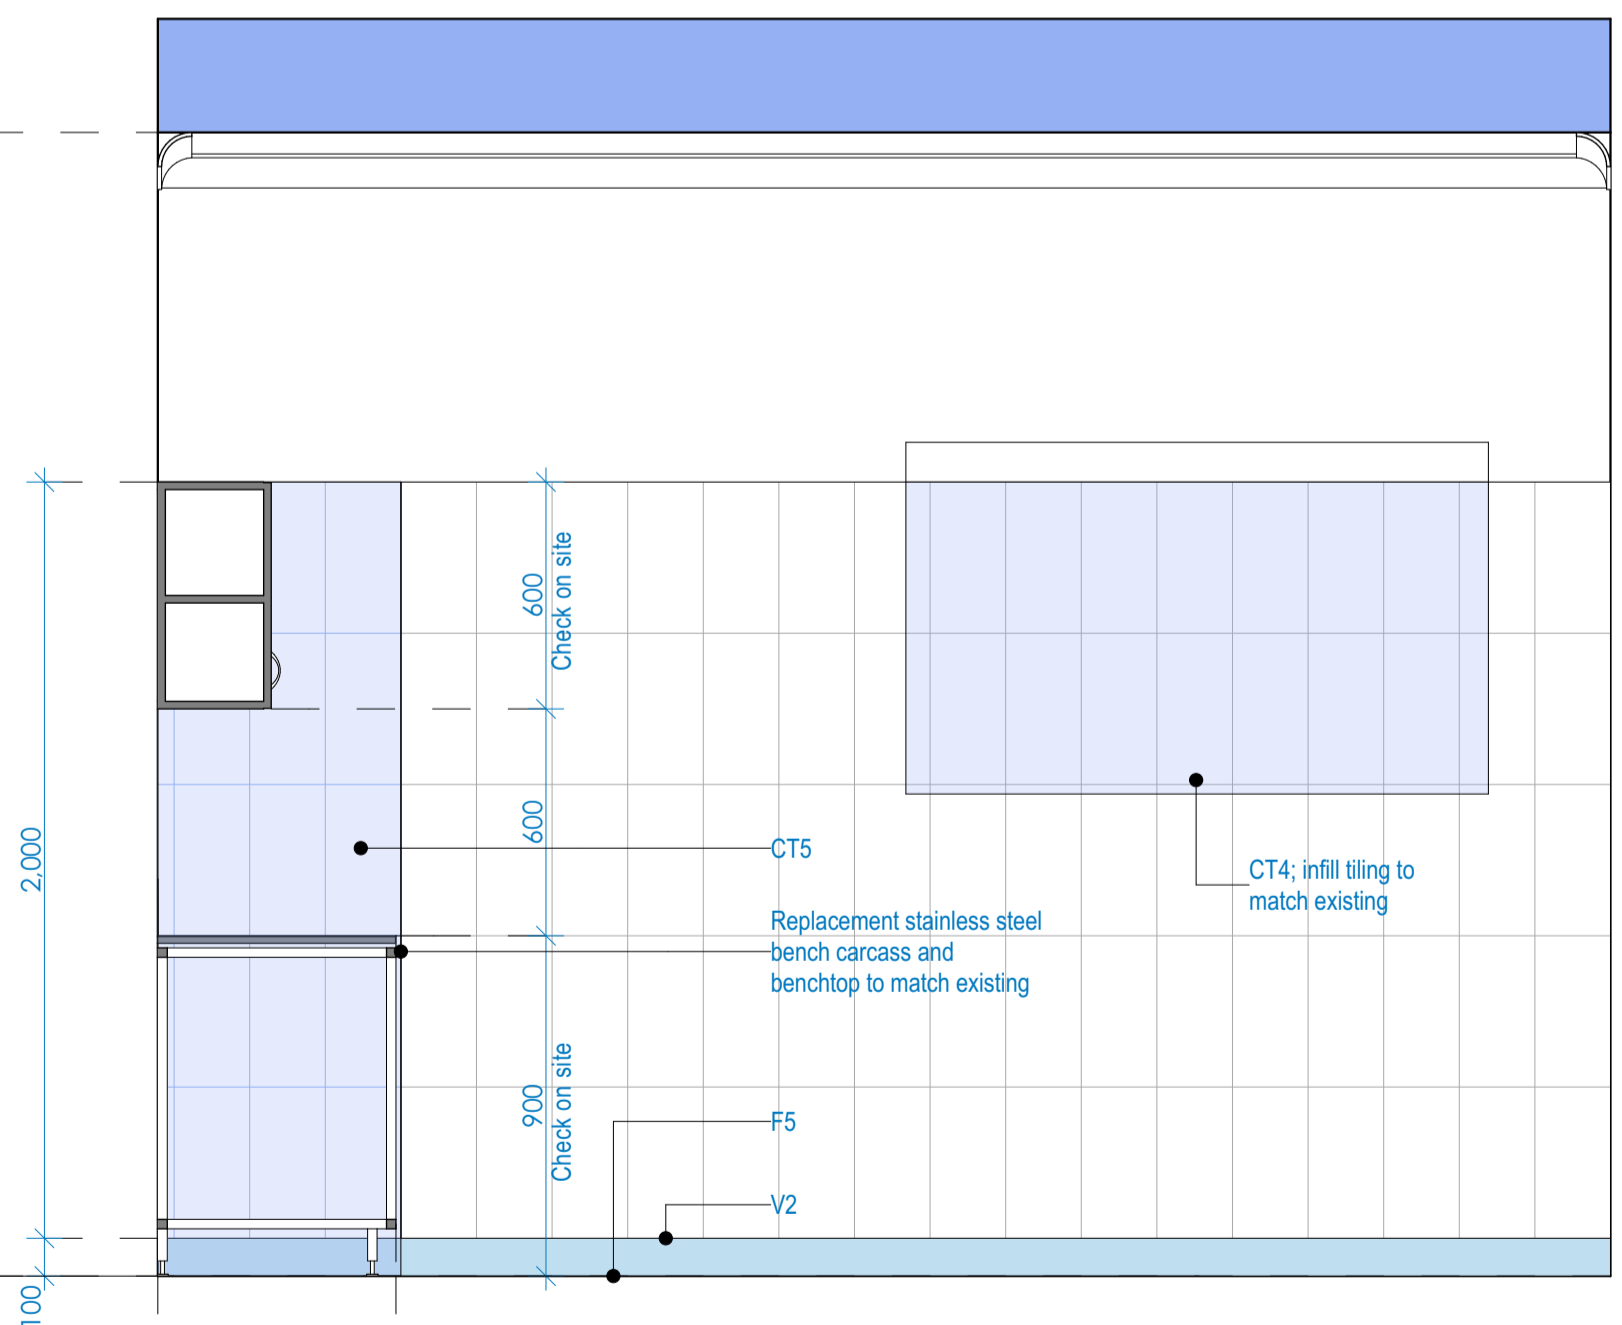 600
Check on site
600
2,000
CT5
CT4; infill tiling to
match existing
Replacement stainless steel
bench carcass and
benchtop to match existing
900
Check on site
F5
V2
100